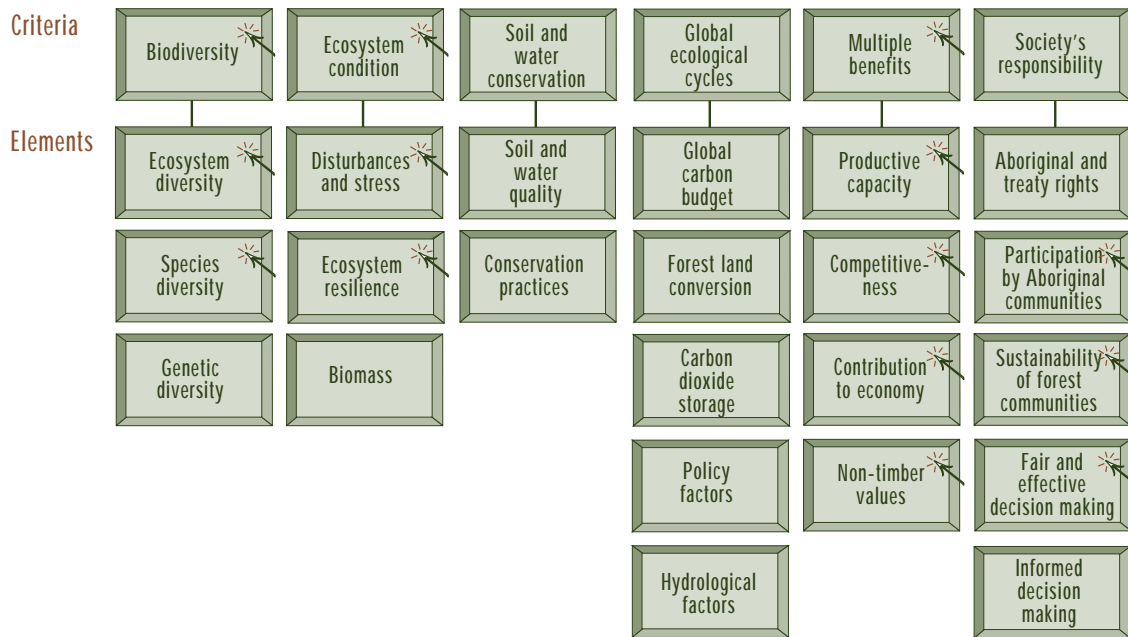 Criteria
Biodiversity
Ecosystem
condition
Soil and
water
conservation
Global
ecological
cycles
Multiple
benefits
Society's
responsibility
Elements
Ecosystem
diversity
Disturbances
and stress
Soil and
water
quality
Global
carbon
budget
Productive
capacity
Aboriginal and
treaty rights
Species
diversity
Ecosystem
resilience
Conservation
practices
Forest land
conversion
Competitive-
ness
Participation
by Aboriginal
communities
Genetic
diversity
Biomass
Carbon
dioxide
storage
Contribution
to economy
Sustainability
of forest
communities
Policy
factors
Non-timber
values
Fair and
effective
decision making
Hydrological
factors
Informed
decision
making